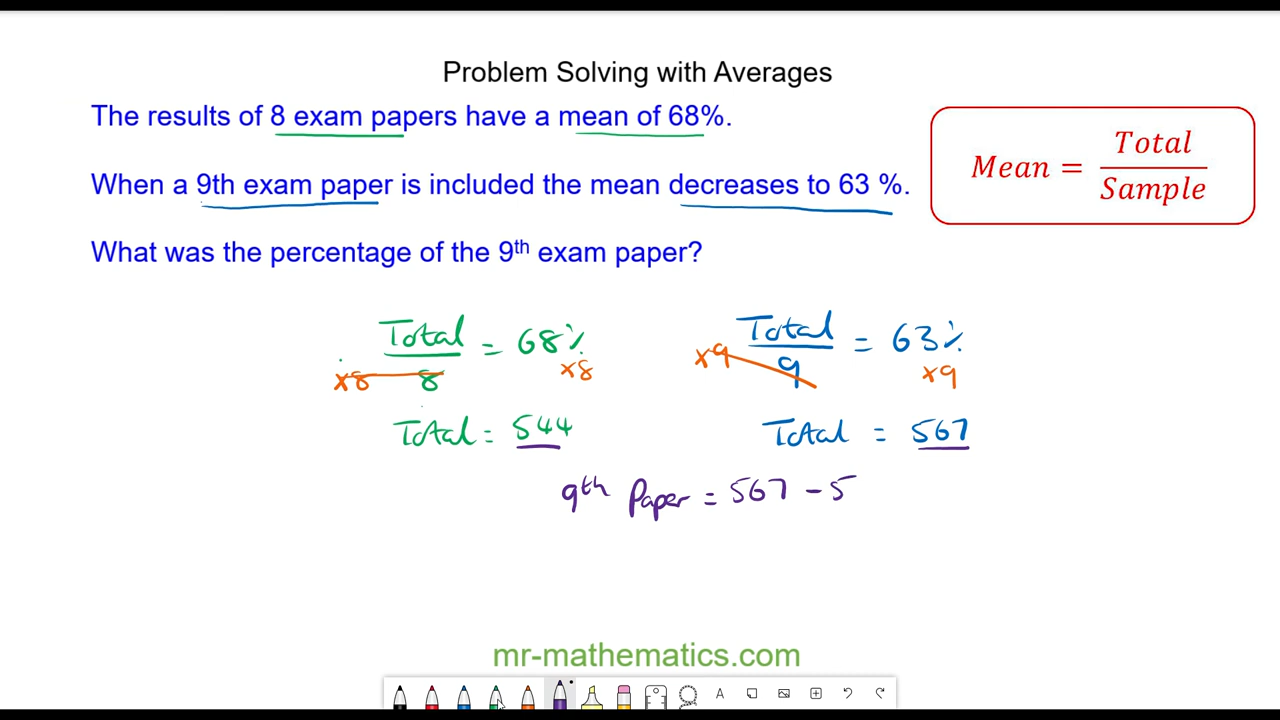 Problem Solving with Averages
The results of 8 exam papers have a mean of 68%.
When a 9th exam paper is included the mean decreases to 63 %.
What was the percentage of the 9th exam paper?
Mean = Total / Sample
Total / 8 = 68% Total / 9 = 63%
×8 ×8 ×9 ×9
Total = 544 Total = 567
9th Paper = 567 - 5
mr-mathematics.com
A